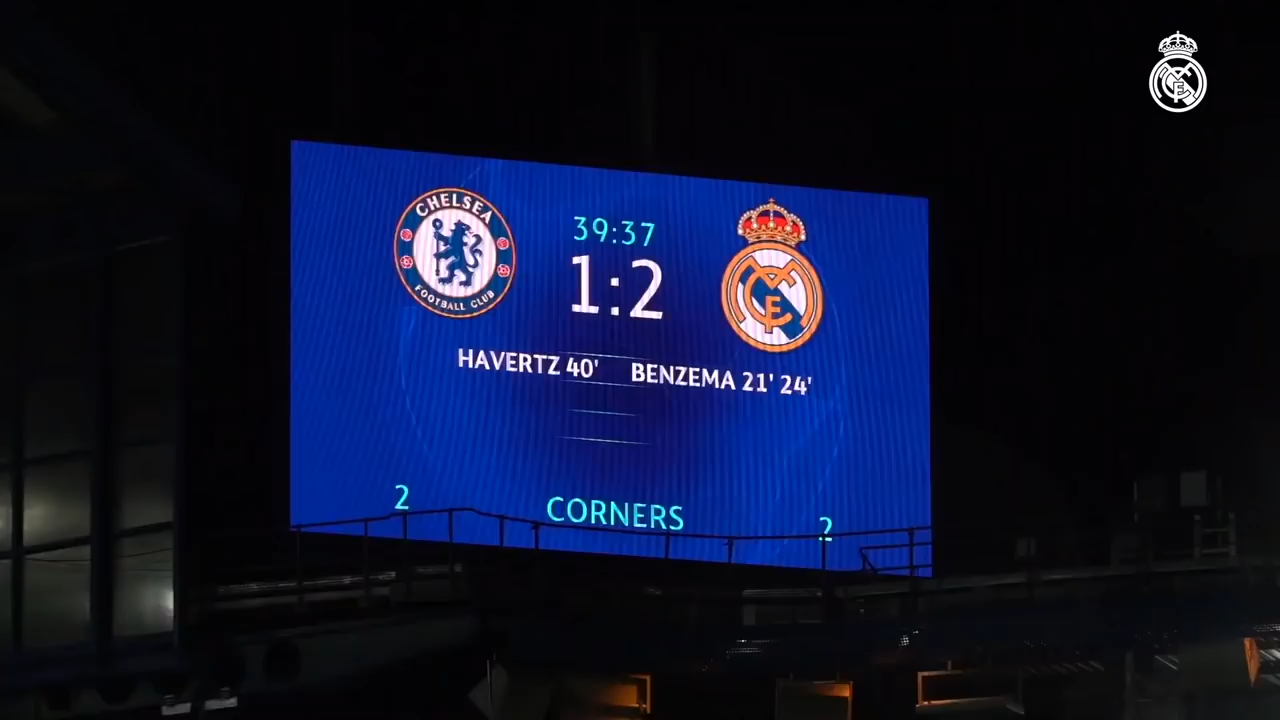 CHELSEA
FOOTBALL CLUB
39:37
1:2
HAVERTZ 40' BENZEMA 21' 24'
2 CORNERS 2